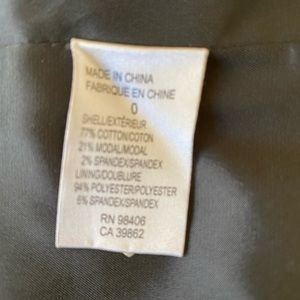 MADE IN CHINA
FABRIQUE EN CHINE
0
SHELL/EXTÉRIEUR
77% COTTON/COTON
21% MODAL/MODAL
2% SPANDEX/SPANDEX
LINING/DOUBLURE
94% POLYESTER/POLYESTER
6% SPANDEX/SPANDEX
RN 98406
CA 39862